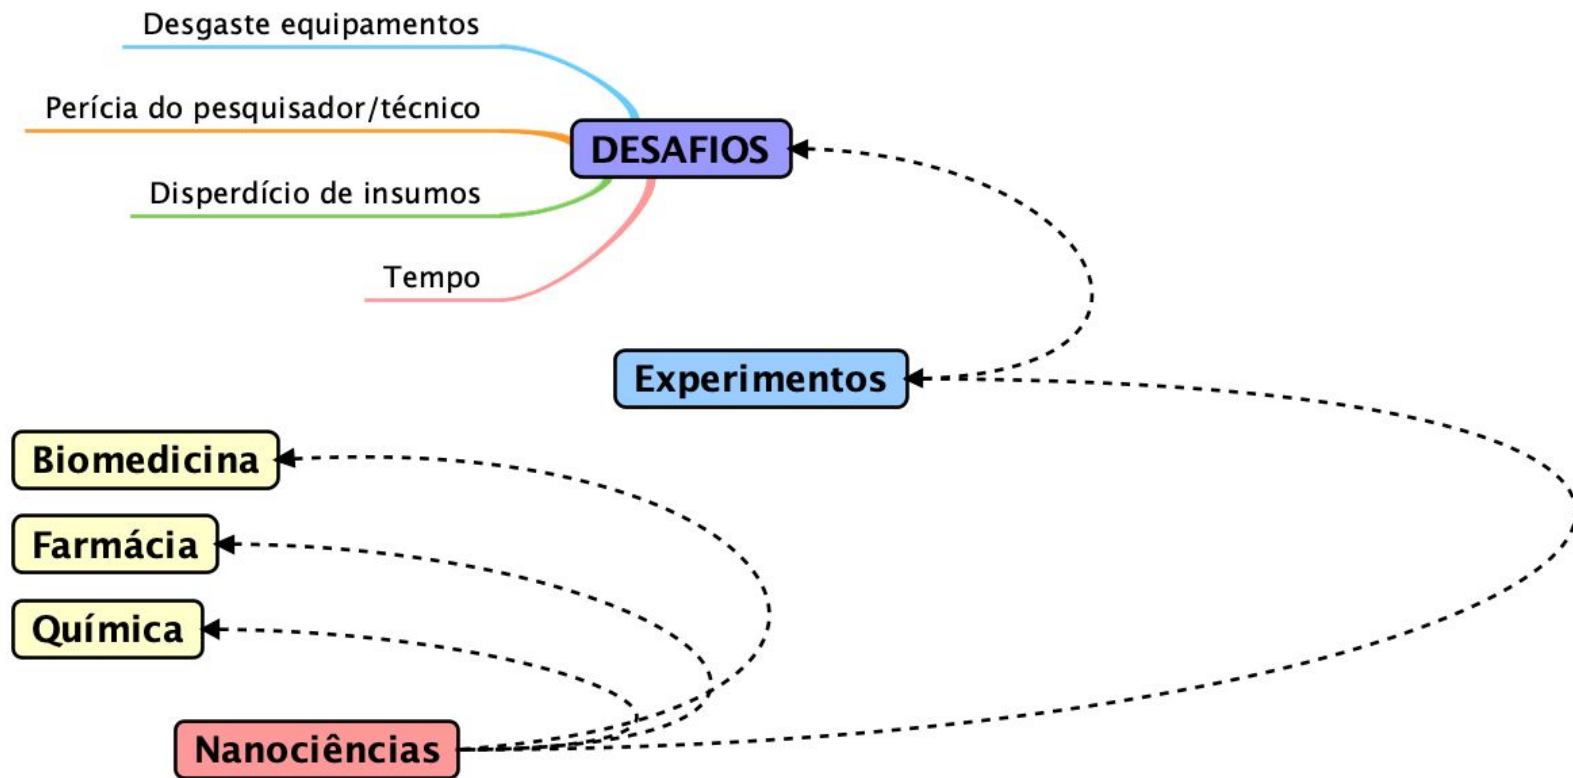 Desgaste equipamentos
Perícia do pesquisador/técnico
DESAFIOS
Disperdício de insumos
Tempo
Experimentos
Biomedicina
Farmácia
Química
Nanociências